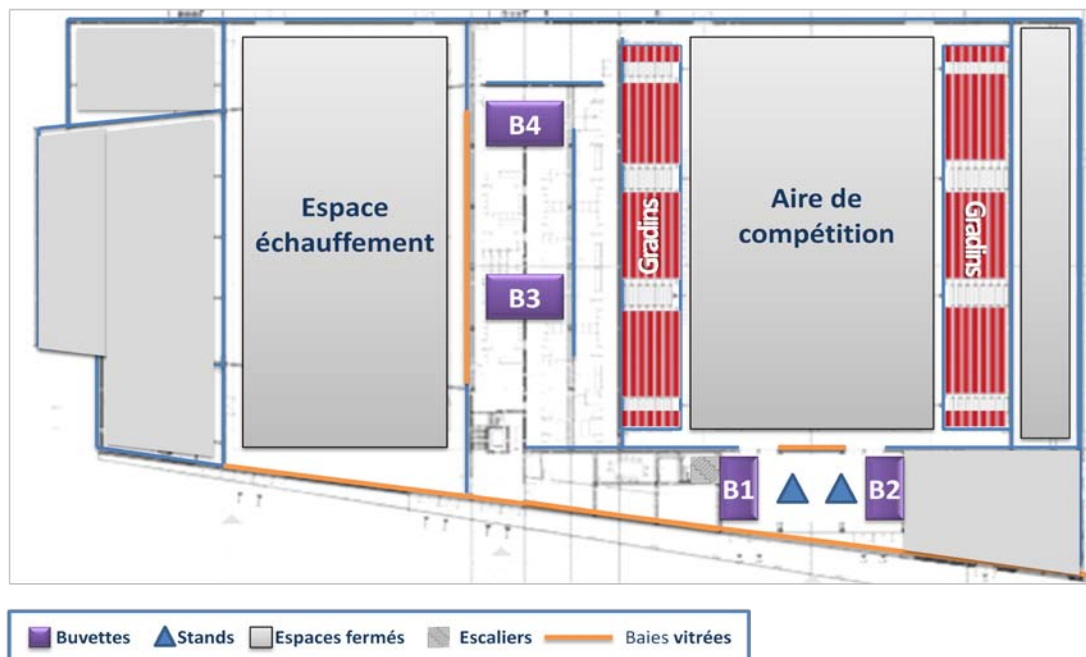 B4
Espace
échauffement
Aire de
compétition
Gradins
Gradins
B3
B1
B2
Buvettes
Stands
Espaces fermés
Escaliers
Baies vitrées